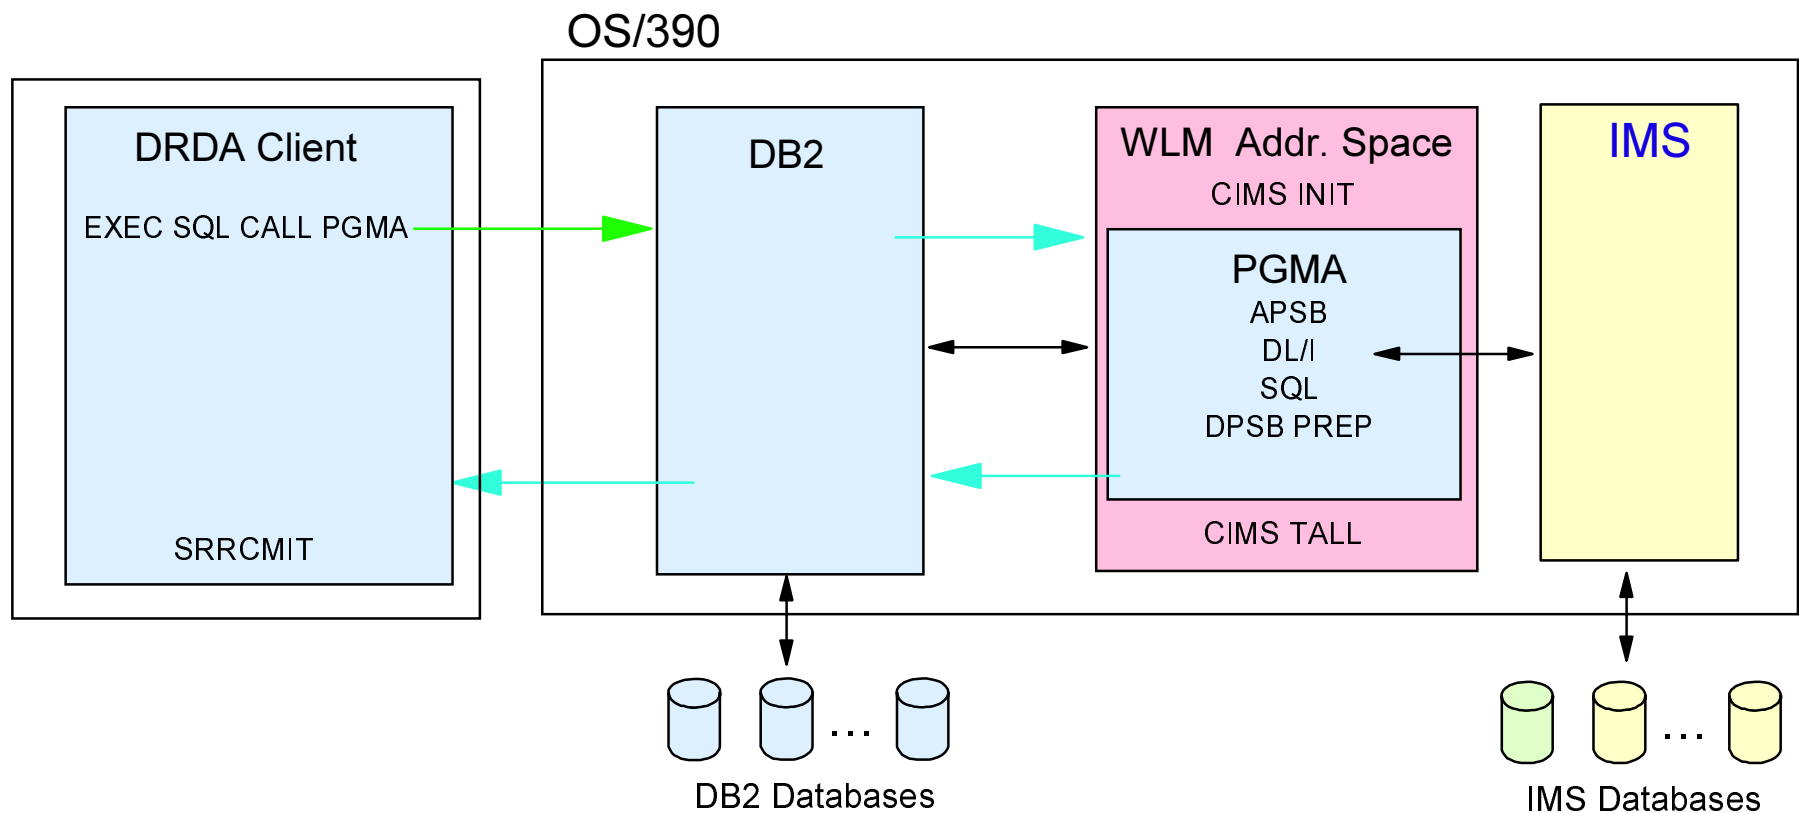 OS/390
DRDA Client
EXEC SQL CALL PGMA
SRRCMIT
DB2
WLM Addr. Space
CIMS INIT
PGMA
APSB
DL/I
SQL
DPSB PREP
CIMS TALL
IMS
...
DB2 Databases
...
IMS Databases